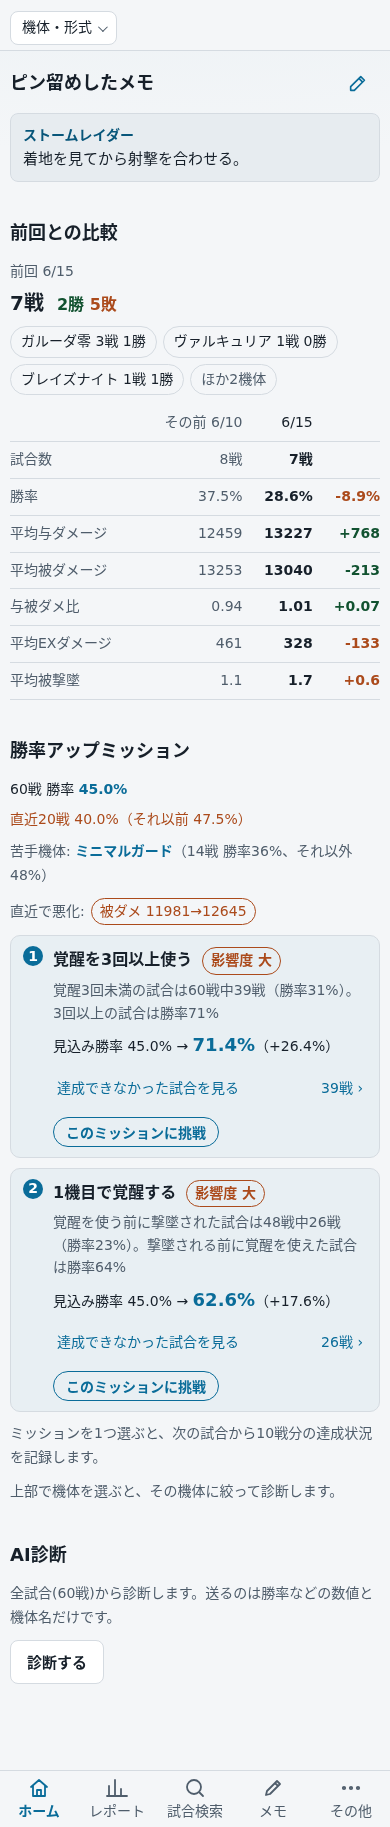 機体・形式
ピン留めしたメモ
ストームレイダー
着地を見てから射撃を合わせる。
前回との比較
前回 6/15
7戦 2勝 5敗
ガルーダ零 3戦 1勝 ヴァルキュリア 1戦 0勝
ブレイズナイト 1戦 1勝 ほか2機体
その前 6/10 6/15
試合数 8戦 7戦
勝率 37.5% 28.6% -8.9%
平均与ダメージ 12459 13227 +768
平均被ダメージ 13253 13040 -213
与被ダメ比 0.94 1.01 +0.07
平均EXダメージ 461 328 -133
平均被撃墜 1.1 1.7 +0.6
勝率アップミッション
60戦 勝率 45.0%
直近20戦 40.0%（それ以前 47.5%）
苦手機体: ミニマルガード（14戦 勝率36%、それ以外
48%）
直近で悪化: 被ダメ 11981→12645
1 覚醒を3回以上使う 影響度 大
覚醒3回未満の試合は60戦中39戦（勝率31%）。
3回以上の試合は勝率71%
見込み勝率 45.0% → 71.4%（+26.4%）
達成できなかった試合を見る 39戦 ›
このミッションに挑戦
2 1機目で覚醒する 影響度 大
覚醒を使う前に撃墜された試合は48戦中26戦
（勝率23%）。撃墜される前に覚醒を使えた試合
は勝率64%
見込み勝率 45.0% → 62.6%（+17.6%）
達成できなかった試合を見る 26戦 ›
このミッションに挑戦
ミッションを1つ選ぶと、次の試合から10戦分の達成状況
を記録します。
上部で機体を選ぶと、その機体に絞って診断します。
AI診断
全試合(60戦)から診断します。送るのは勝率などの数値と
機体名だけです。
診断する
ホーム レポート 試合検索 メモ その他